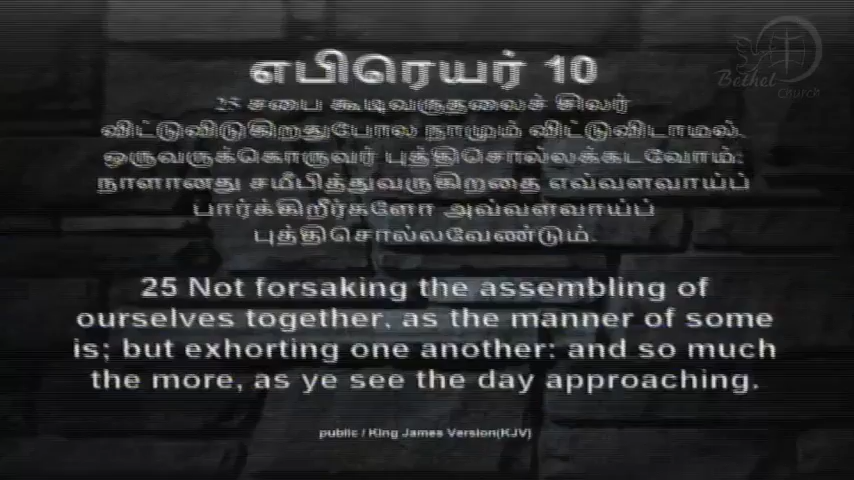 Bethel
Church
எபிரெயர் 10
25 சபை கூடிவருதலைச் சிலர்
விட்டுவிடுகிறதுபோல நாமும் விட்டுவிடாமல்,
ஒருவருக்கொருவர் புத்திசொல்லக்கடவோம்;
நாளானது சமீபித்துவருகிறதை எவ்வளவாய்ப்
பார்க்கிறீர்களோ அவ்வளவாய்ப்
புத்திசொல்லவேண்டும்.
25 Not forsaking the assembling of
ourselves together, as the manner of some
is; but exhorting one another: and so much
the more, as ye see the day approaching.
public / King James Version(KJV)